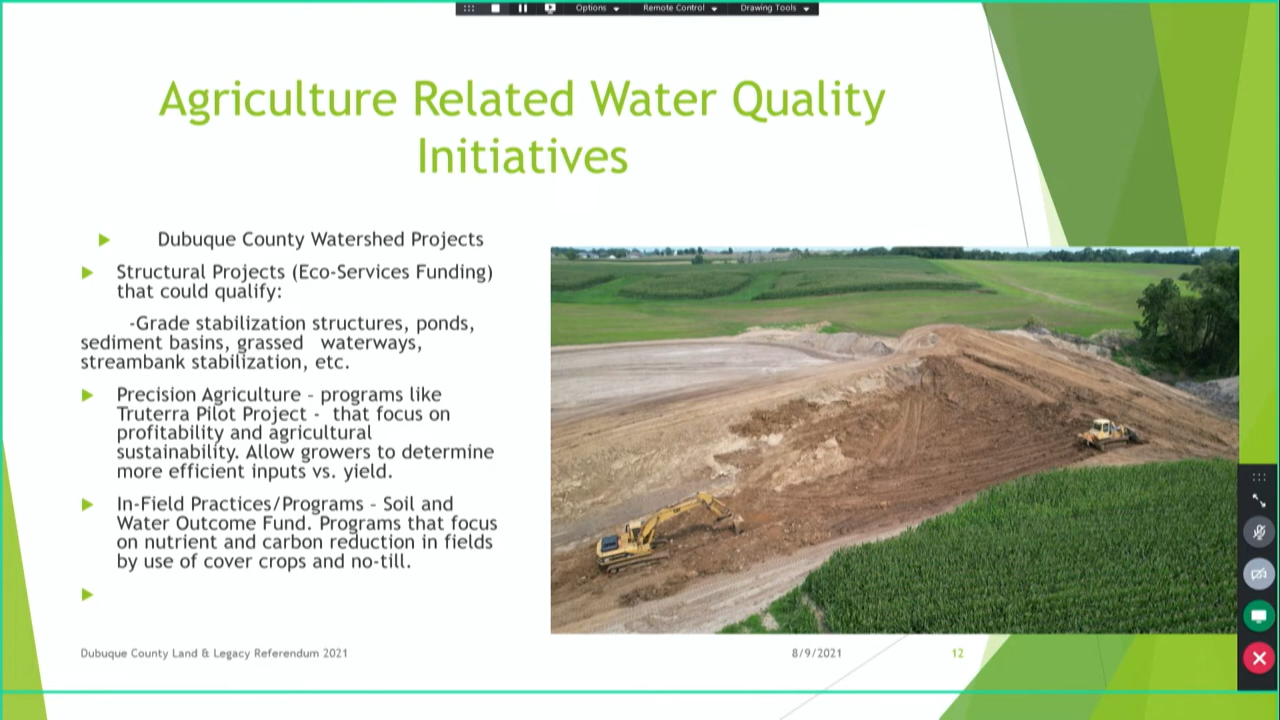 Options
Remote Control
Drawing Tools
Agriculture Related Water Quality
Initiatives
Dubuque County Watershed Projects
Structural Projects (Eco-Services Funding)
that could qualify:
-Grade stabilization structures, ponds,
sediment basins, grassed waterways,
streambank stabilization, etc.
Precision Agriculture – programs like
Truterra Pilot Project - that focus on
profitability and agricultural
sustainability. Allow growers to determine
more efficient inputs vs. yield.
In-Field Practices/Programs – Soil and
Water Outcome Fund. Programs that focus
on nutrient and carbon reduction in fields
by use of cover crops and no-till.
Dubuque County Land & Legacy Referendum 2021
8/9/2021
12